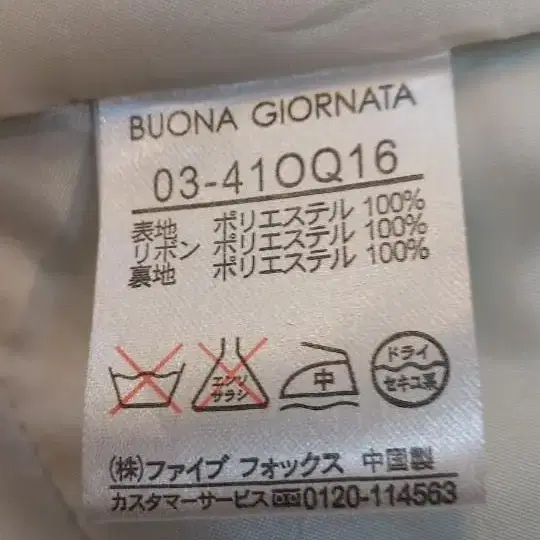 BUONA GIORNATA
03-41OQ16
表地 ポリエステル 100%
リボン ポリエステル 100%
裏地 ポリエステル 100%
エンソ
サラシ
中
ドライ
セキユ系
(株)ファイブ フォックス 中国製
カスタマーサービス 0120-114563